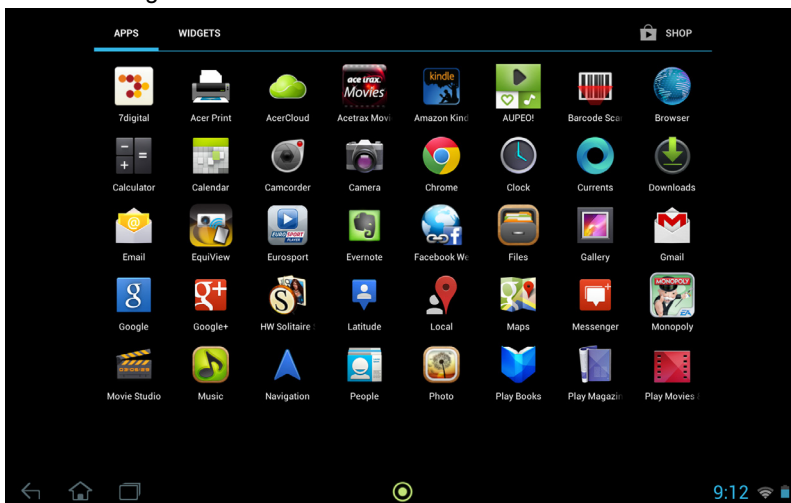 APPS WIDGETS SHOP
ace trax
Movies
kindle
7digital Acer Print AcerCloud Acetrax Movi Amazon Kind AUPEO! Barcode Sca Browser
Calculator Calendar Camcorder Camera Chrome Clock Currents Downloads
EUROSPORT
PLAYER
Email EquiView Eurosport Evernote Facebook We Files Gallery Gmail
MONOPOLY
Google Google+ HW Solitaire Latitude Local Maps Messenger Monopoly
Movie Studio Music Navigation People Photo Play Books Play Magazin Play Movies
9:12